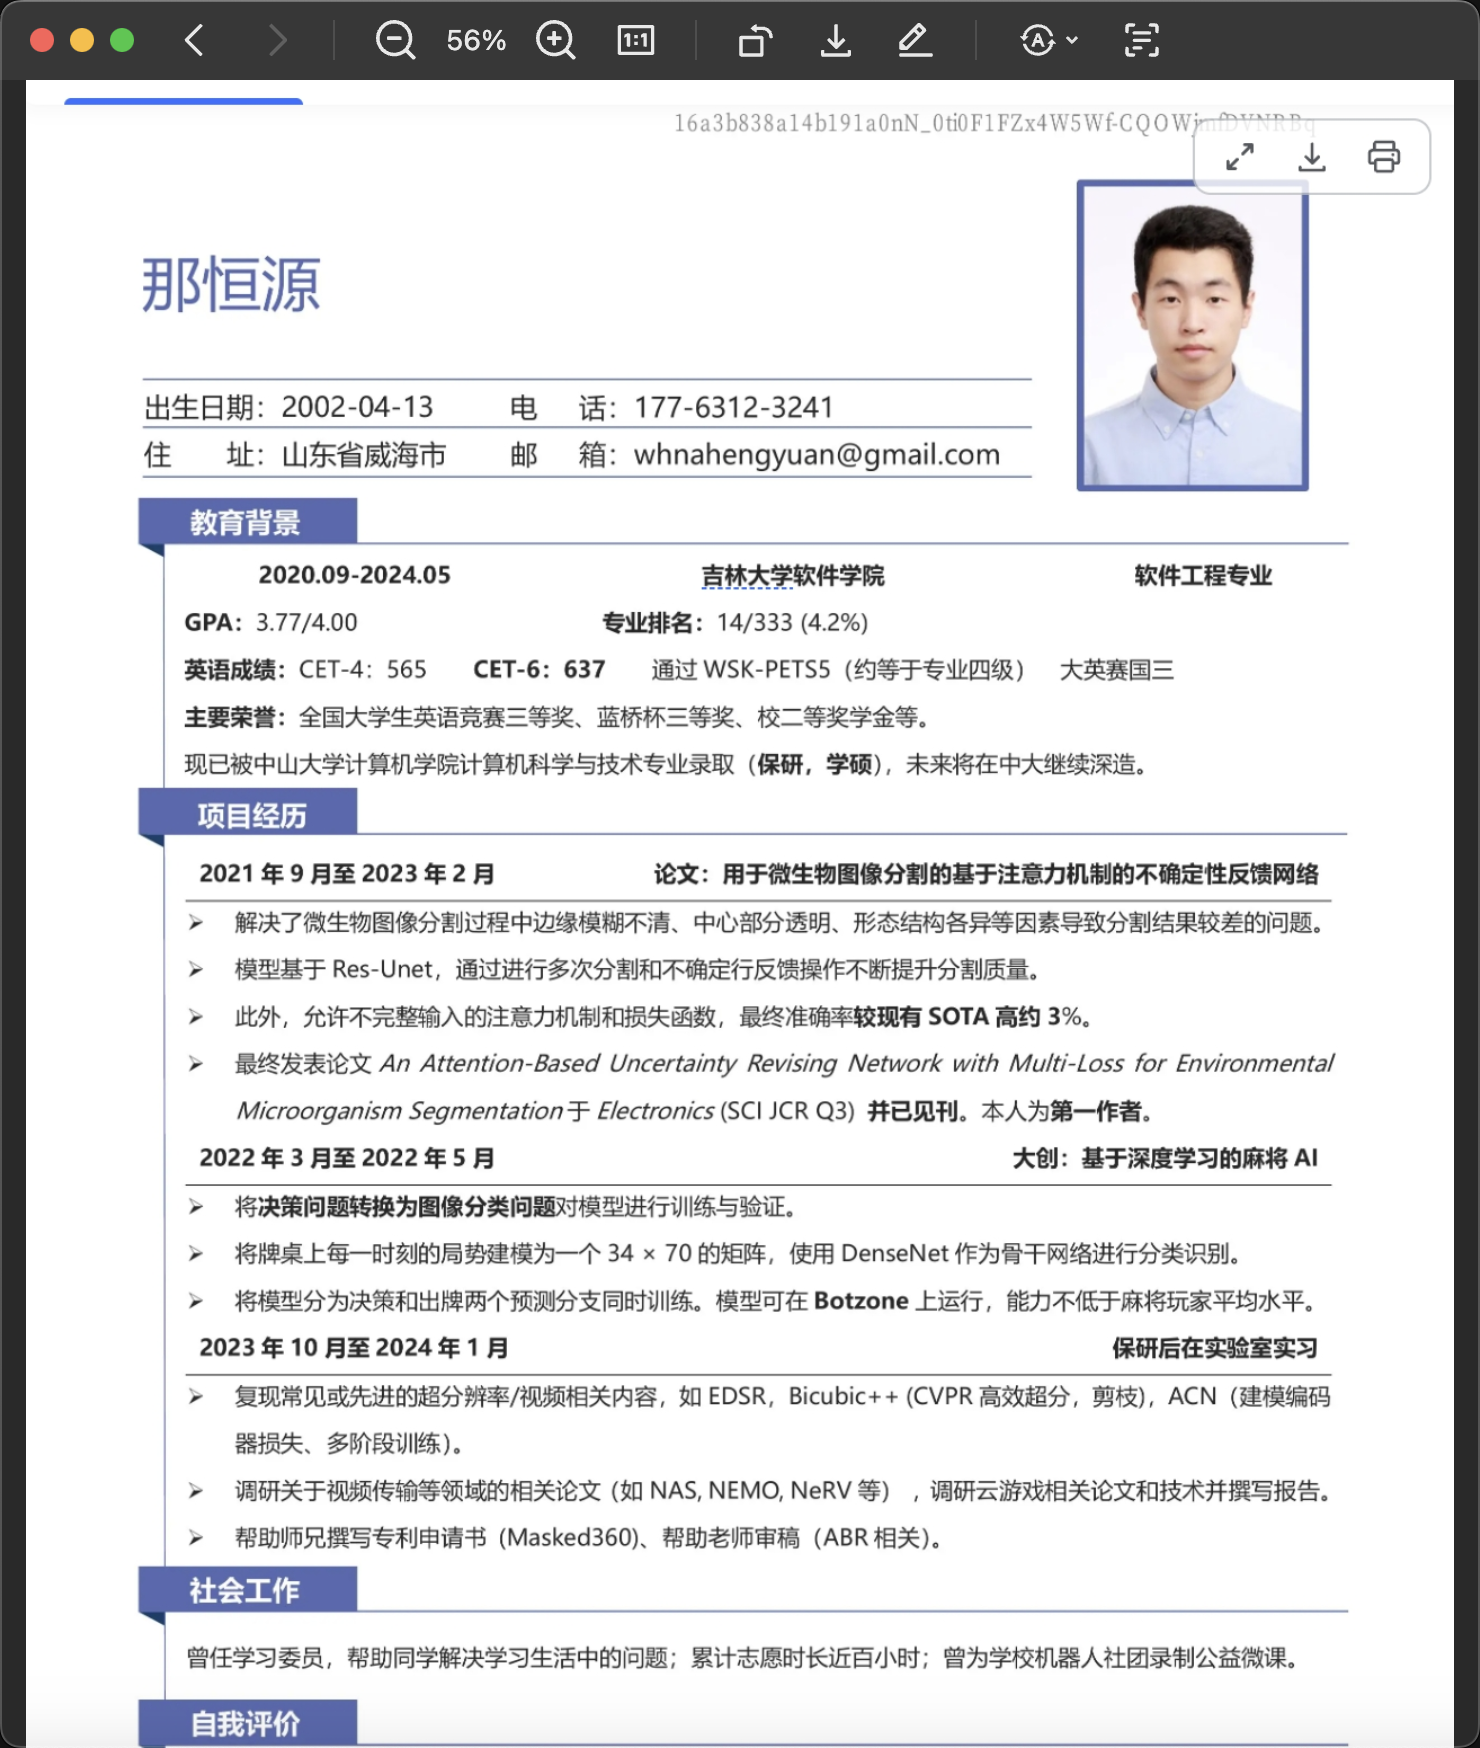 56%
1:1
A
16a3b838a14b191a0nN_0ti0F1FZx4W5Wf-CQOWjmfDVNRBq
那恒源
出生日期：2002-04-13 电 话：177-6312-3241
住 址：山东省威海市 邮 箱：whnahengyuan@gmail.com
教育背景
2020.09-2024.05 吉林大学软件学院 软件工程专业
GPA：3.77/4.00 专业排名：14/333 (4.2%)
英语成绩：CET-4：565 CET-6：637 通过 WSK-PETS5（约等于专业四级） 大英赛国三
主要荣誉：全国大学生英语竞赛三等奖、蓝桥杯三等奖、校二等奖学金等。
现已被中山大学计算机学院计算机科学与技术专业录取（保研，学硕），未来将在中大继续深造。
项目经历
2021 年 9 月至 2023 年 2 月 论文：用于微生物图像分割的基于注意力机制的不确定性反馈网络
➢ 解决了微生物图像分割过程中边缘模糊不清、中心部分透明、形态结构各异等因素导致分割结果较差的问题。
➢ 模型基于 Res-Unet，通过进行多次分割和不确定行反馈操作不断提升分割质量。
➢ 此外，允许不完整输入的注意力机制和损失函数，最终准确率较现有 SOTA 高约 3%。
➢ 最终发表论文 An Attention-Based Uncertainty Revising Network with Multi-Loss for Environmental
Microorganism Segmentation 于 Electronics (SCI JCR Q3) 并已见刊。本人为第一作者。
2022 年 3 月至 2022 年 5 月 大创：基于深度学习的麻将 AI
➢ 将决策问题转换为图像分类问题对模型进行训练与验证。
➢ 将牌桌上每一时刻的局势建模为一个 34 × 70 的矩阵，使用 DenseNet 作为骨干网络进行分类识别。
➢ 将模型分为决策和出牌两个预测分支同时训练。模型可在 Botzone 上运行，能力不低于麻将玩家平均水平。
2023 年 10 月至 2024 年 1 月 保研后在实验室实习
➢ 复现常见或先进的超分辨率/视频相关内容，如 EDSR，Bicubic++ (CVPR 高效超分，剪枝)，ACN（建模编码
器损失、多阶段训练）。
➢ 调研关于视频传输等领域的相关论文（如 NAS, NEMO, NeRV 等），调研云游戏相关论文和技术并撰写报告。
➢ 帮助师兄撰写专利申请书（Masked360)、帮助老师审稿（ABR 相关）。
社会工作
曾任学习委员，帮助同学解决学习生活中的问题；累计志愿时长近百小时；曾为学校机器人社团录制公益微课。
自我评价